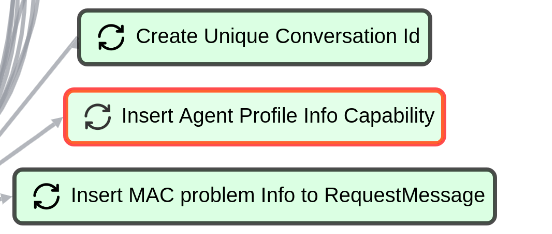 Create Unique Conversation Id
Insert Agent Profile Info Capability
Insert MAC problem Info to RequestMessage